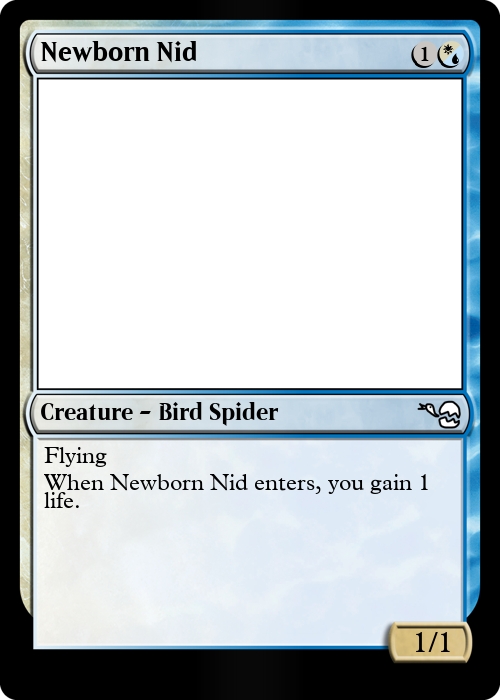 Newborn Nid 1
Creature – Bird Spider
Flying
When Newborn Nid enters, you gain 1
life.
1/1